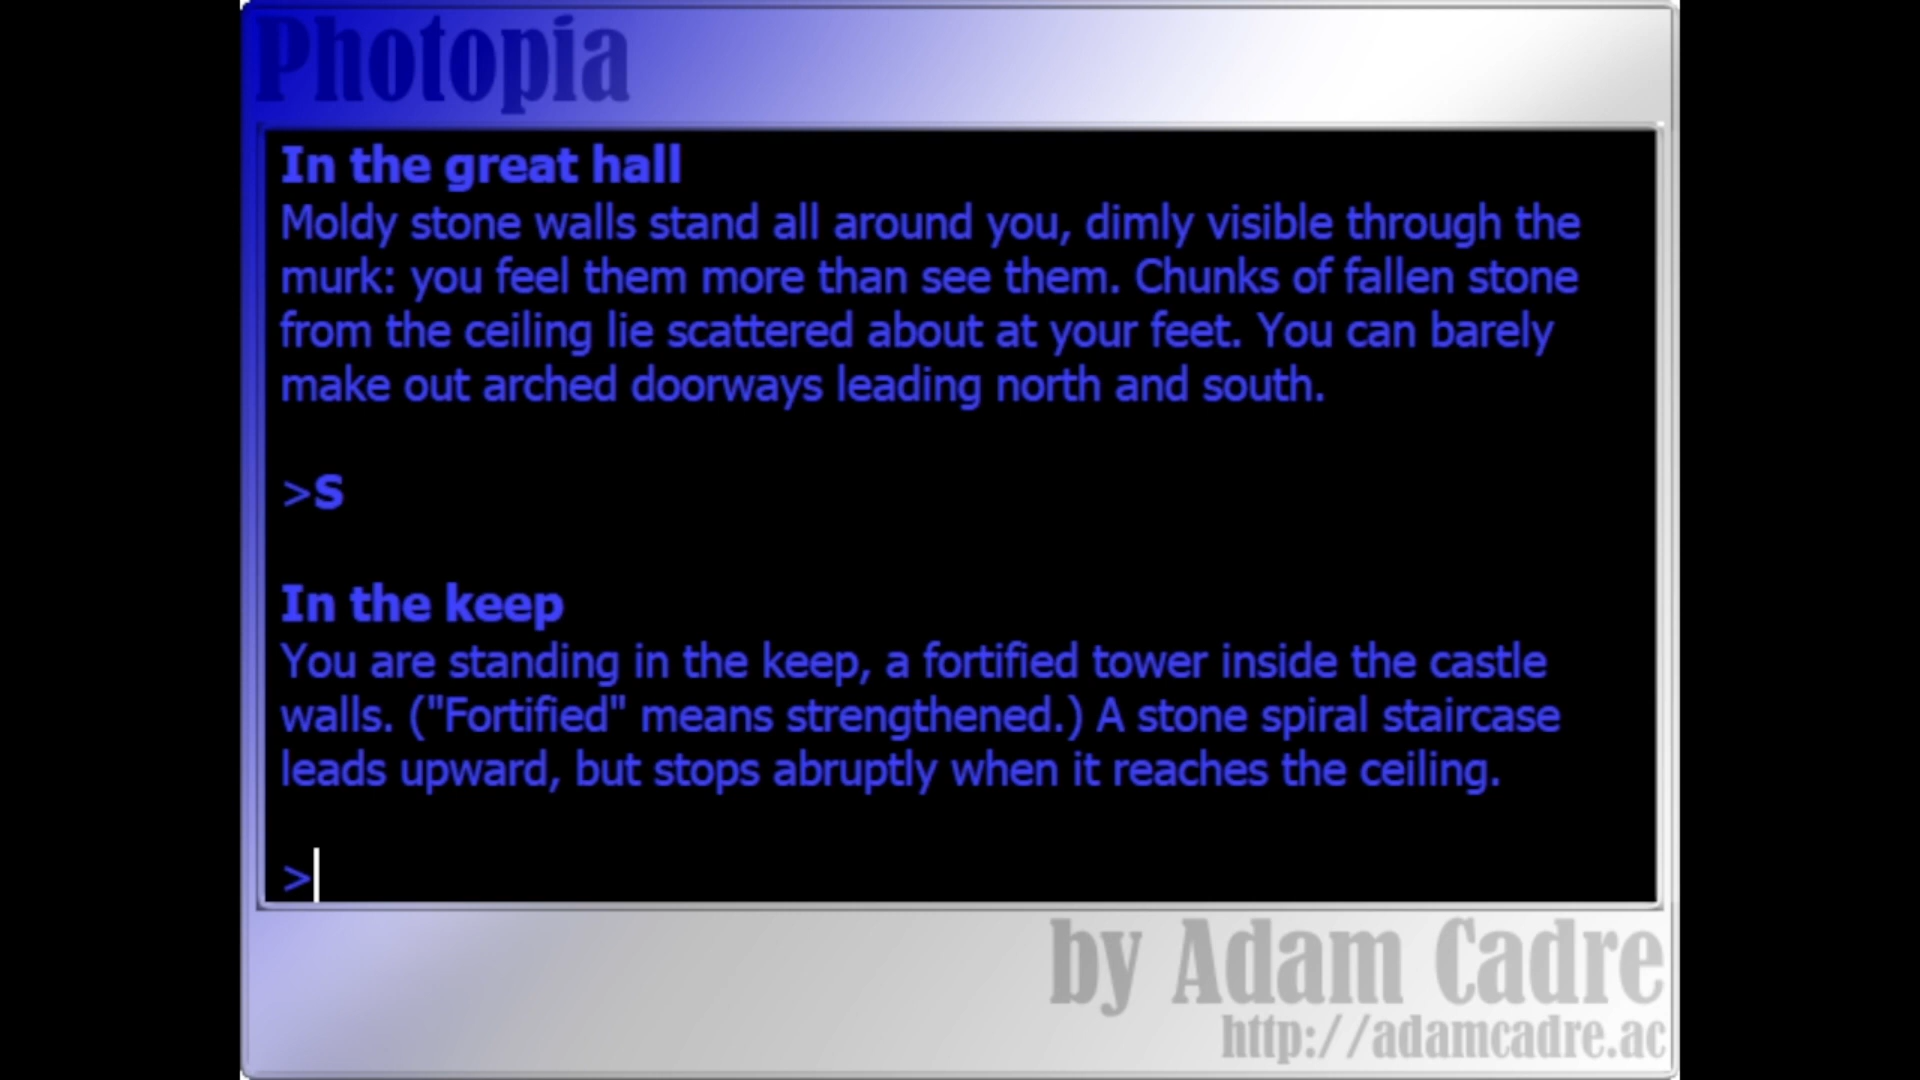 Photopia
In the great hall
Moldy stone walls stand all around you, dimly visible through the
murk: you feel them more than see them. Chunks of fallen stone
from the ceiling lie scattered about at your feet. You can barely
make out arched doorways leading north and south.
>S
In the keep
You are standing in the keep, a fortified tower inside the castle
walls. ("Fortified" means strengthened.) A stone spiral staircase
leads upward, but stops abruptly when it reaches the ceiling.
>
by Adam Cadre
http://adamcadre.ac